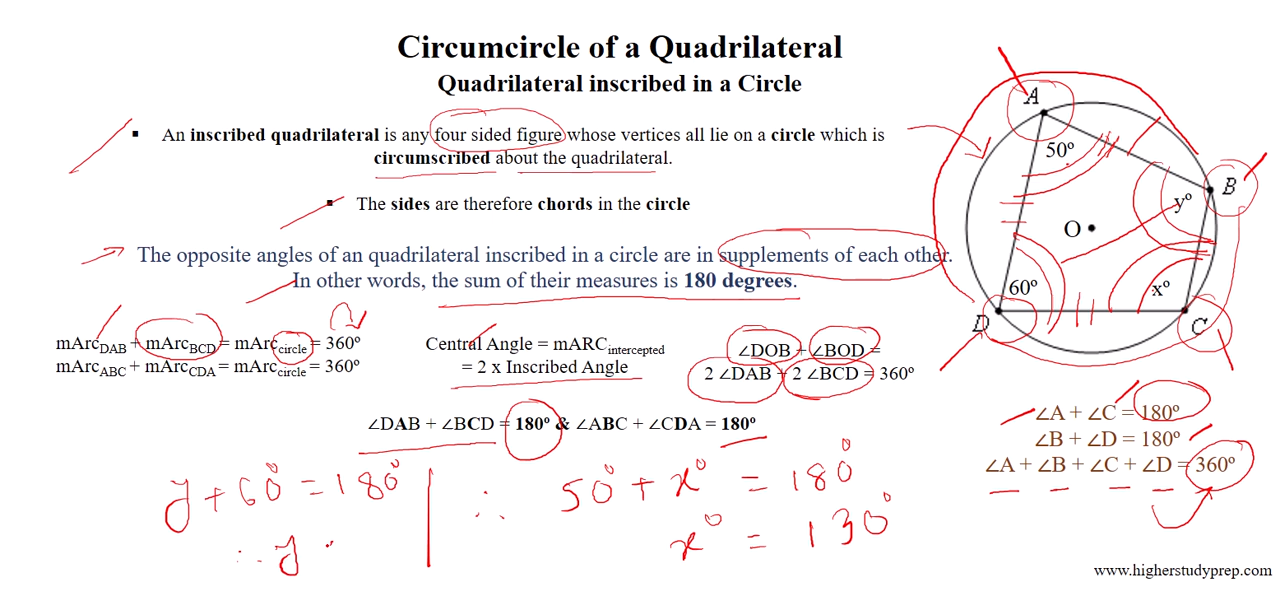 Circumcircle of a Quadrilateral
Quadrilateral inscribed in a Circle
▪ An inscribed quadrilateral is any four sided figure whose vertices all lie on a circle which is
circumscribed about the quadrilateral.
▪ The sides are therefore chords in the circle
The opposite angles of an quadrilateral inscribed in a circle are in supplements of each other.
In other words, the sum of their measures is 180 degrees.
mArcDAB + mArcBCD = mArccircle = 360º
mArcABC + mArcCDA = mArccircle = 360º
Central Angle = mARCintercepted
= 2 x Inscribed Angle
∠DOB + ∠BOD =
2 ∠DAB + 2 ∠BCD = 360º
∠DAB + ∠BCD = 180º & ∠ABC + ∠CDA = 180º
y + 60° = 180°
∴ y
∴ 50° + x° = 180°
x° = 130°
A
50º
B
yº
O
60º
xº
D
C
∠A + ∠C = 180º
∠B + ∠D = 180º
∠A + ∠B + ∠C + ∠D = 360º
www.higherstudyprep.com